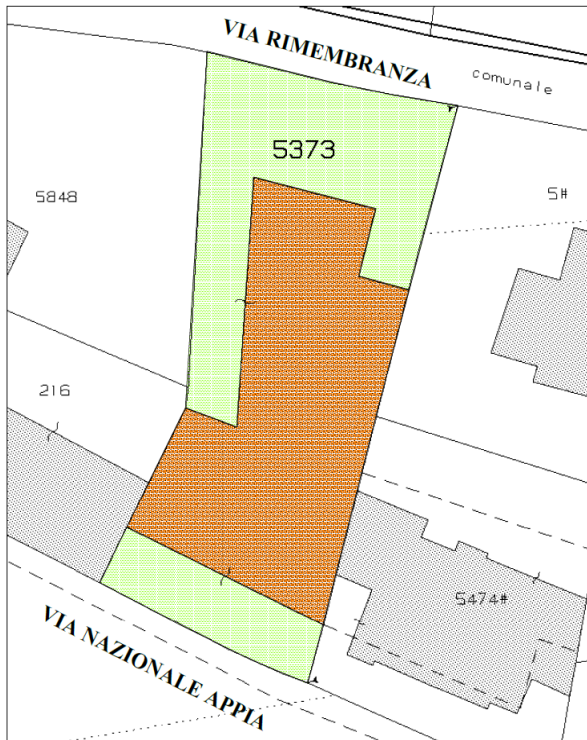 VIA RIMEMBRANZA
comunale
5373
5848
5#
216
5474#
VIA NAZIONALE APPIA